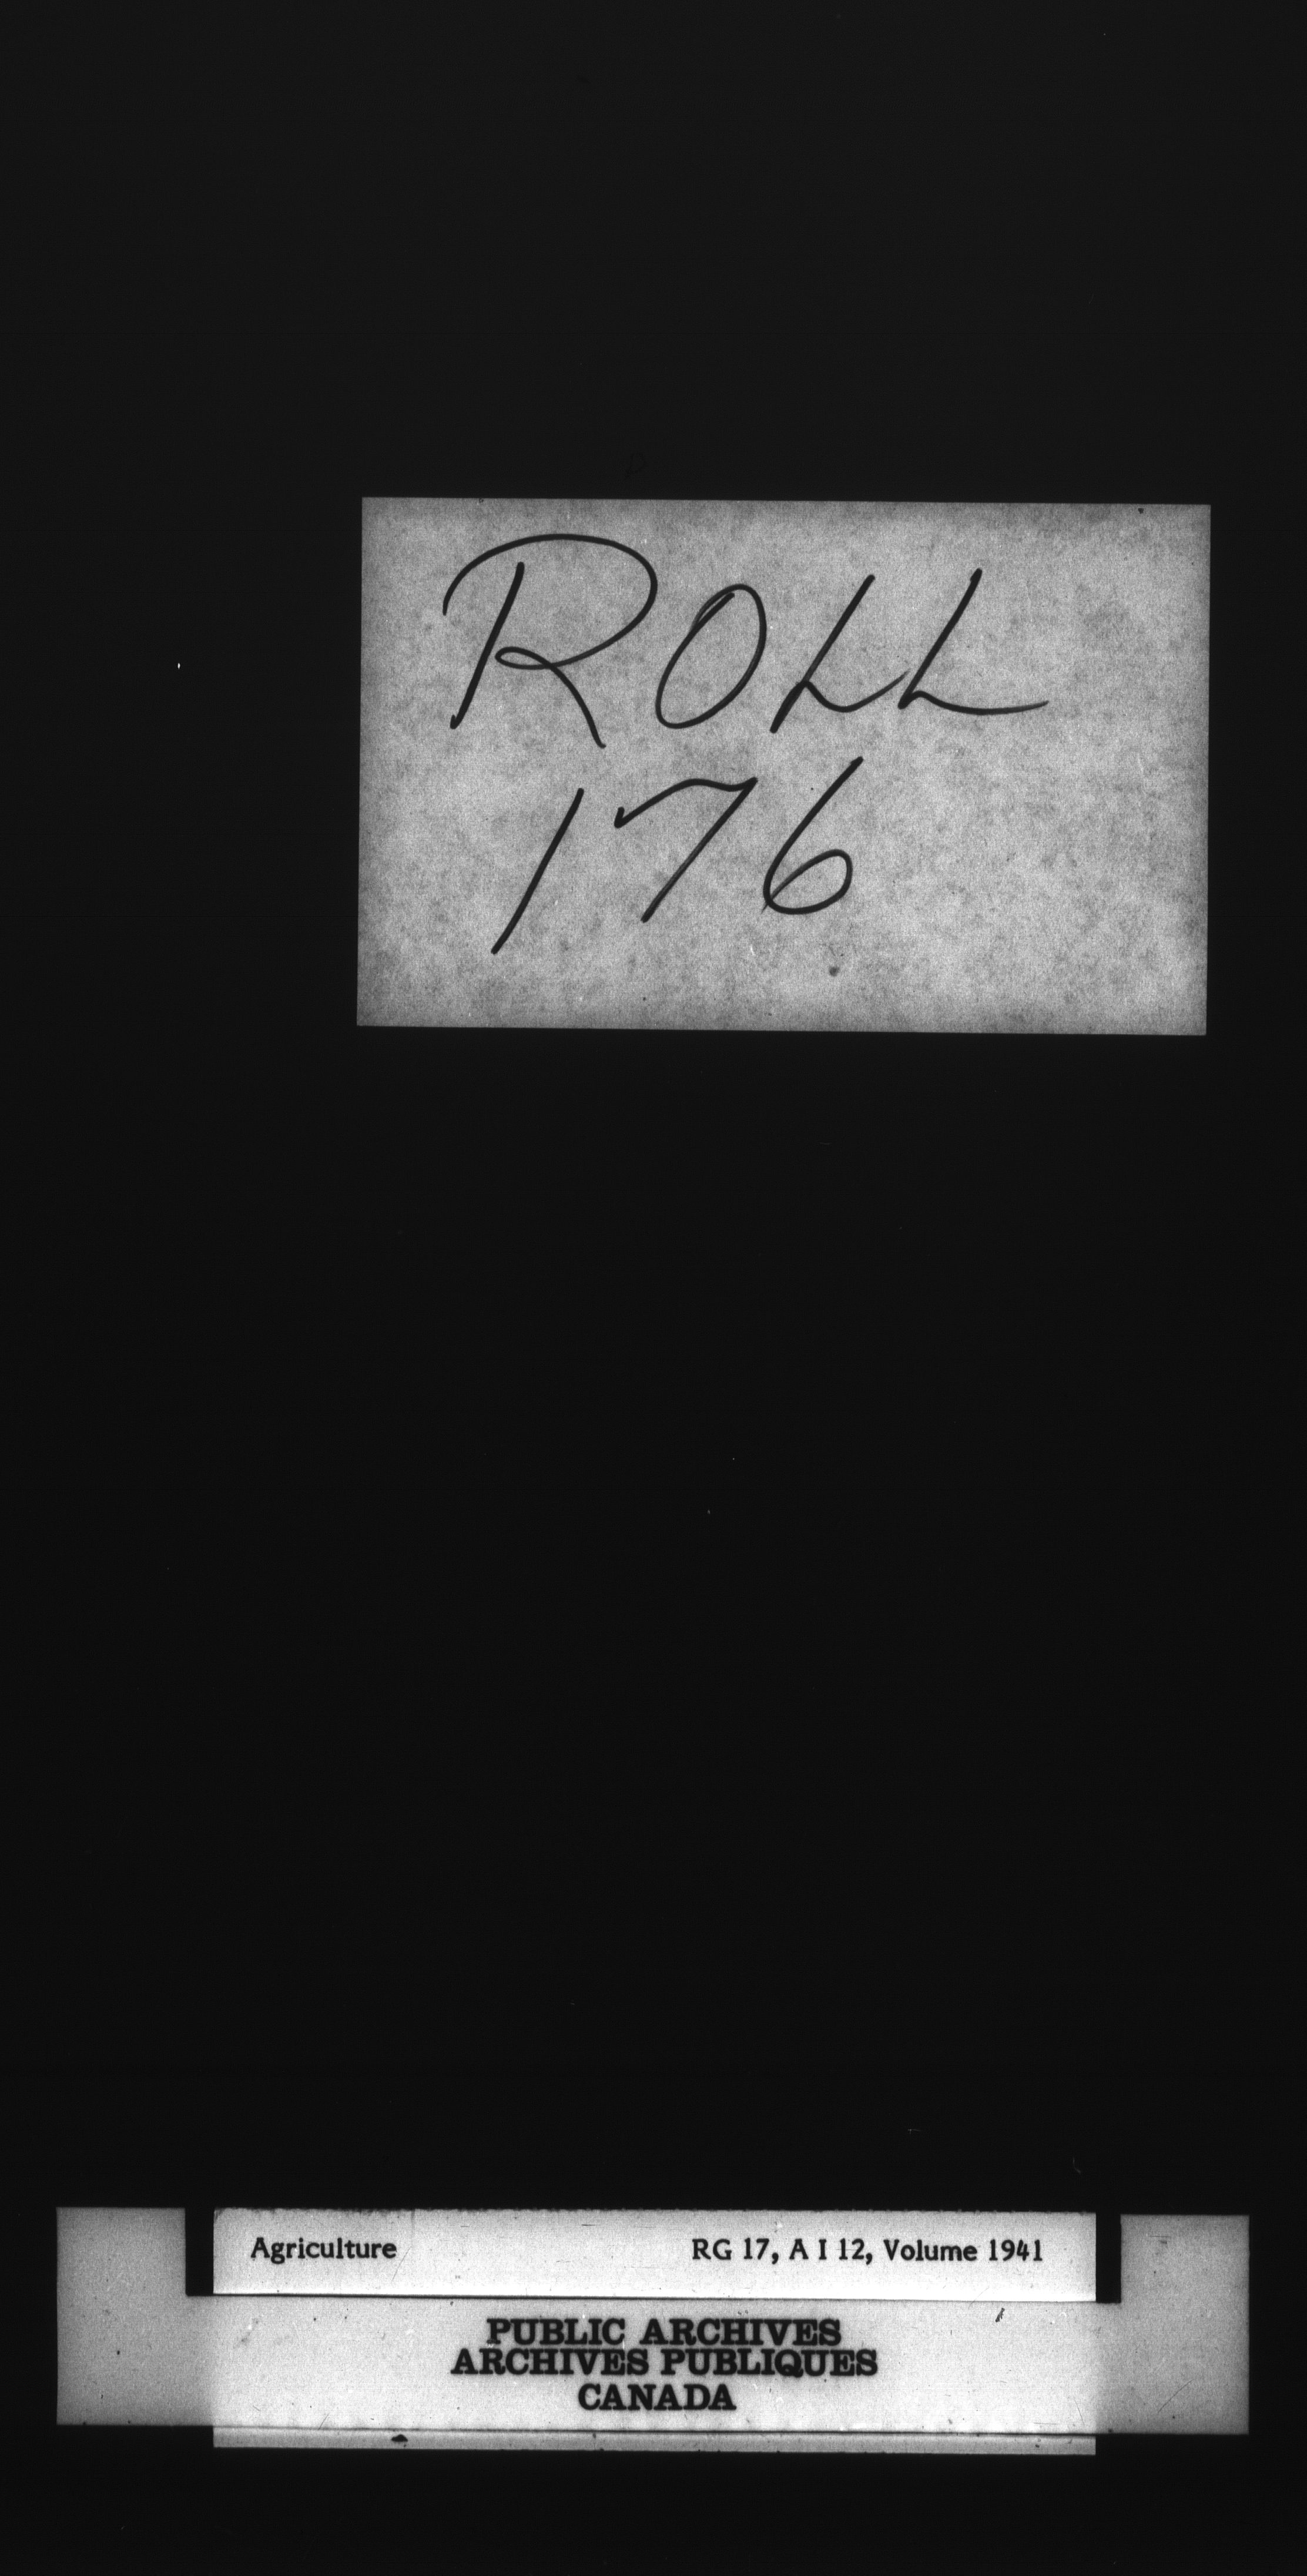 ROLL
176
Agriculture RG 17, A I 12, Volume 1941
PUBLIC ARCHIVES
ARCHIVES PUBLIQUES
CANADA